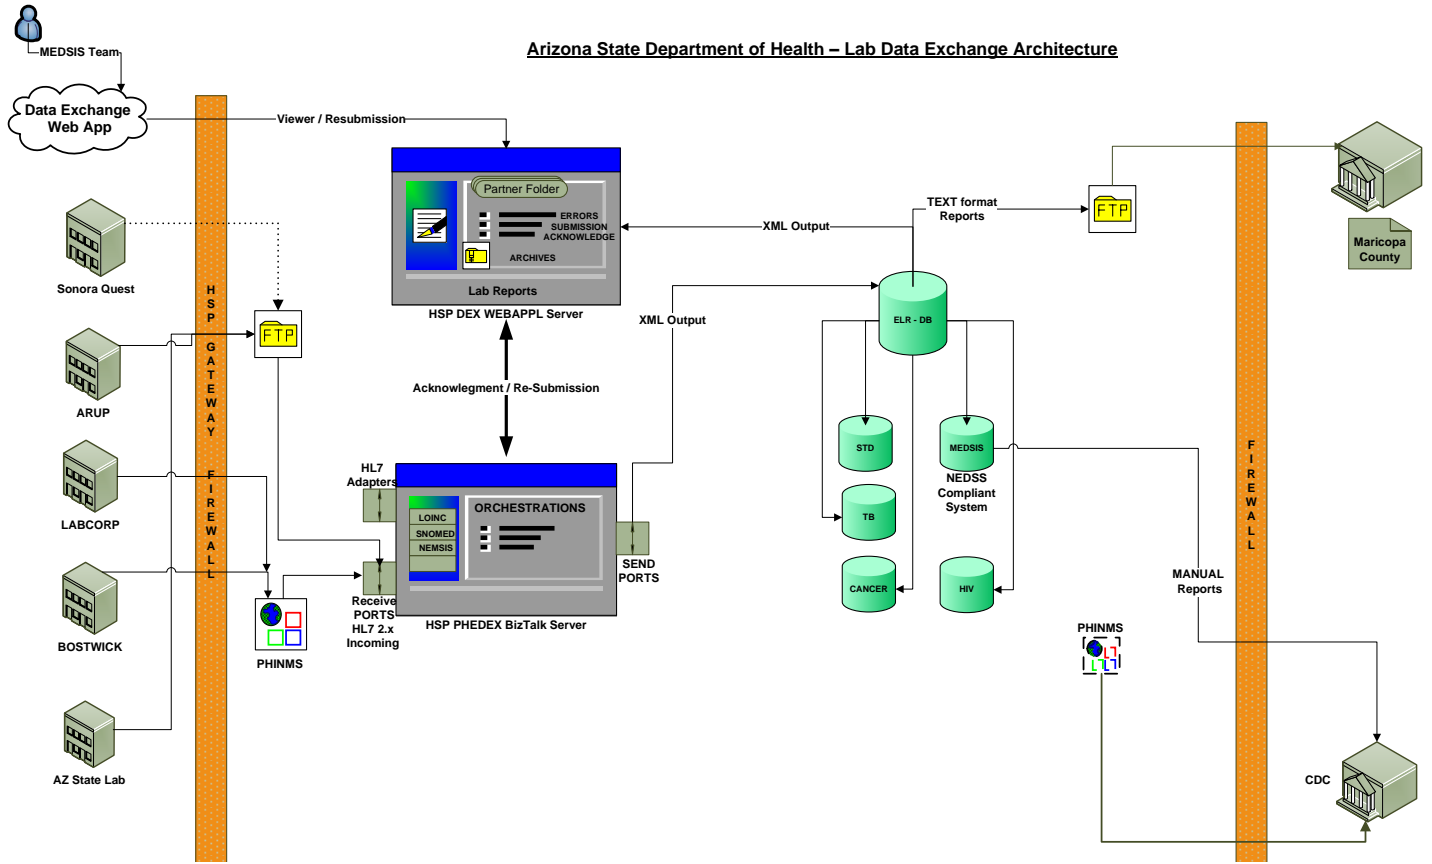 Arizona State Department of Health – Lab Data Exchange Architecture
MEDSIS Team
Data Exchange
Web App
Viewer / Resubmission
Partner Folder
ERRORS
SUBMISSION
ACKNOWLEDGE
ARCHIVES
Lab Reports
HSP DEX WEBAPPL Server
XML Output
TEXT format
Reports
FTP
Maricopa
County
Sonora Quest
FTP
ARUP
LABCORP
BOSTWICK
AZ State Lab
HSP GATEWAY FIREWALL
PHINMS
Acknowlegment / Re-Submission
XML Output
HL7
Adapters
LOINC
SNOMED
NEMSIS
ORCHESTRATIONS
SEND
PORTS
Receive
PORTS
HL7 2.x
Incoming
HSP PHEDEX BizTalk Server
ELR - DB
STD
MEDSIS
NEDSS
Compliant
System
TB
CANCER
HIV
FIREWALL
MANUAL
Reports
PHINMS
CDC